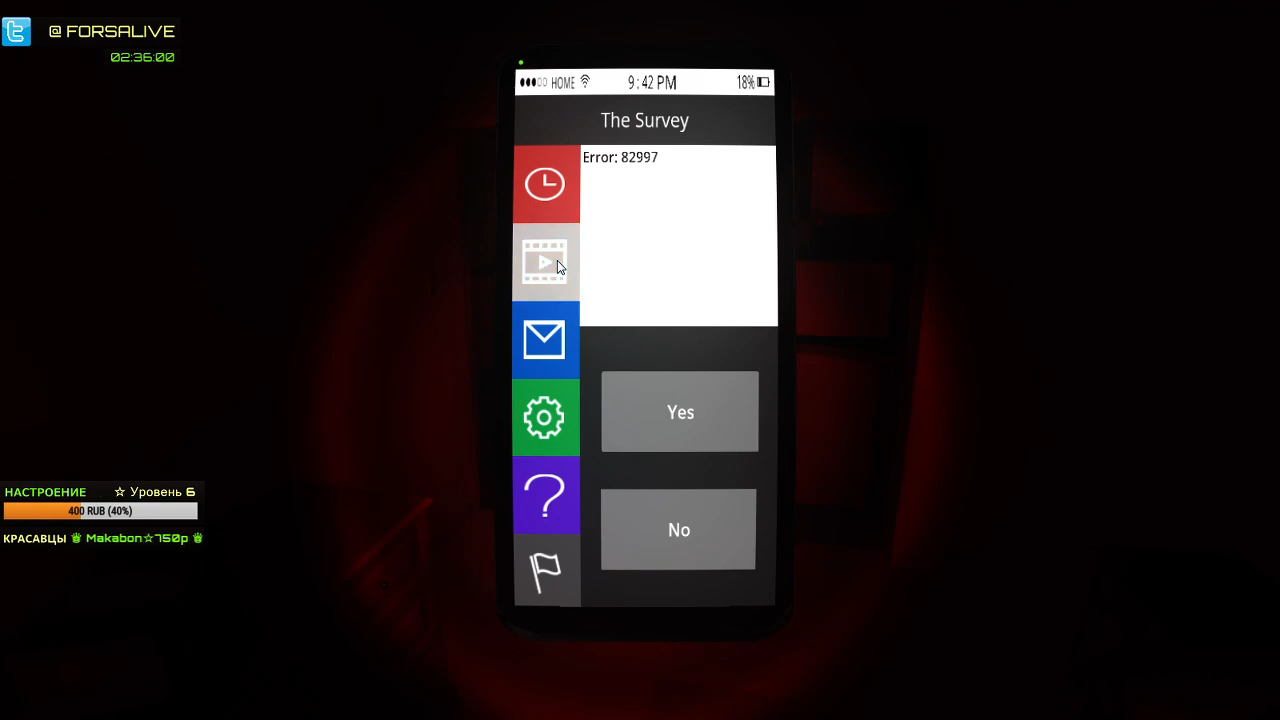 @ FORSALIVE
02:36:00
HOME 9:42 PM 18%
The Survey
Error: 82997
Yes
No
НАСТРОЕНИЕ ☆ Уровень 6
400 RUB (40%)
КРАСАВЦЫ Makabon☆750р